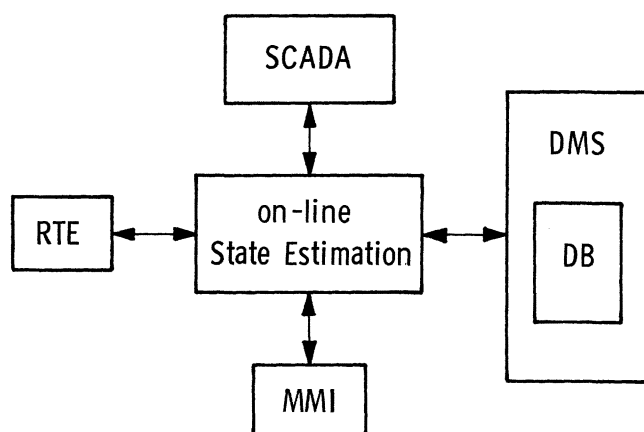 SCADA
DMS
on-line
State Estimation
RTE
DB
MMI